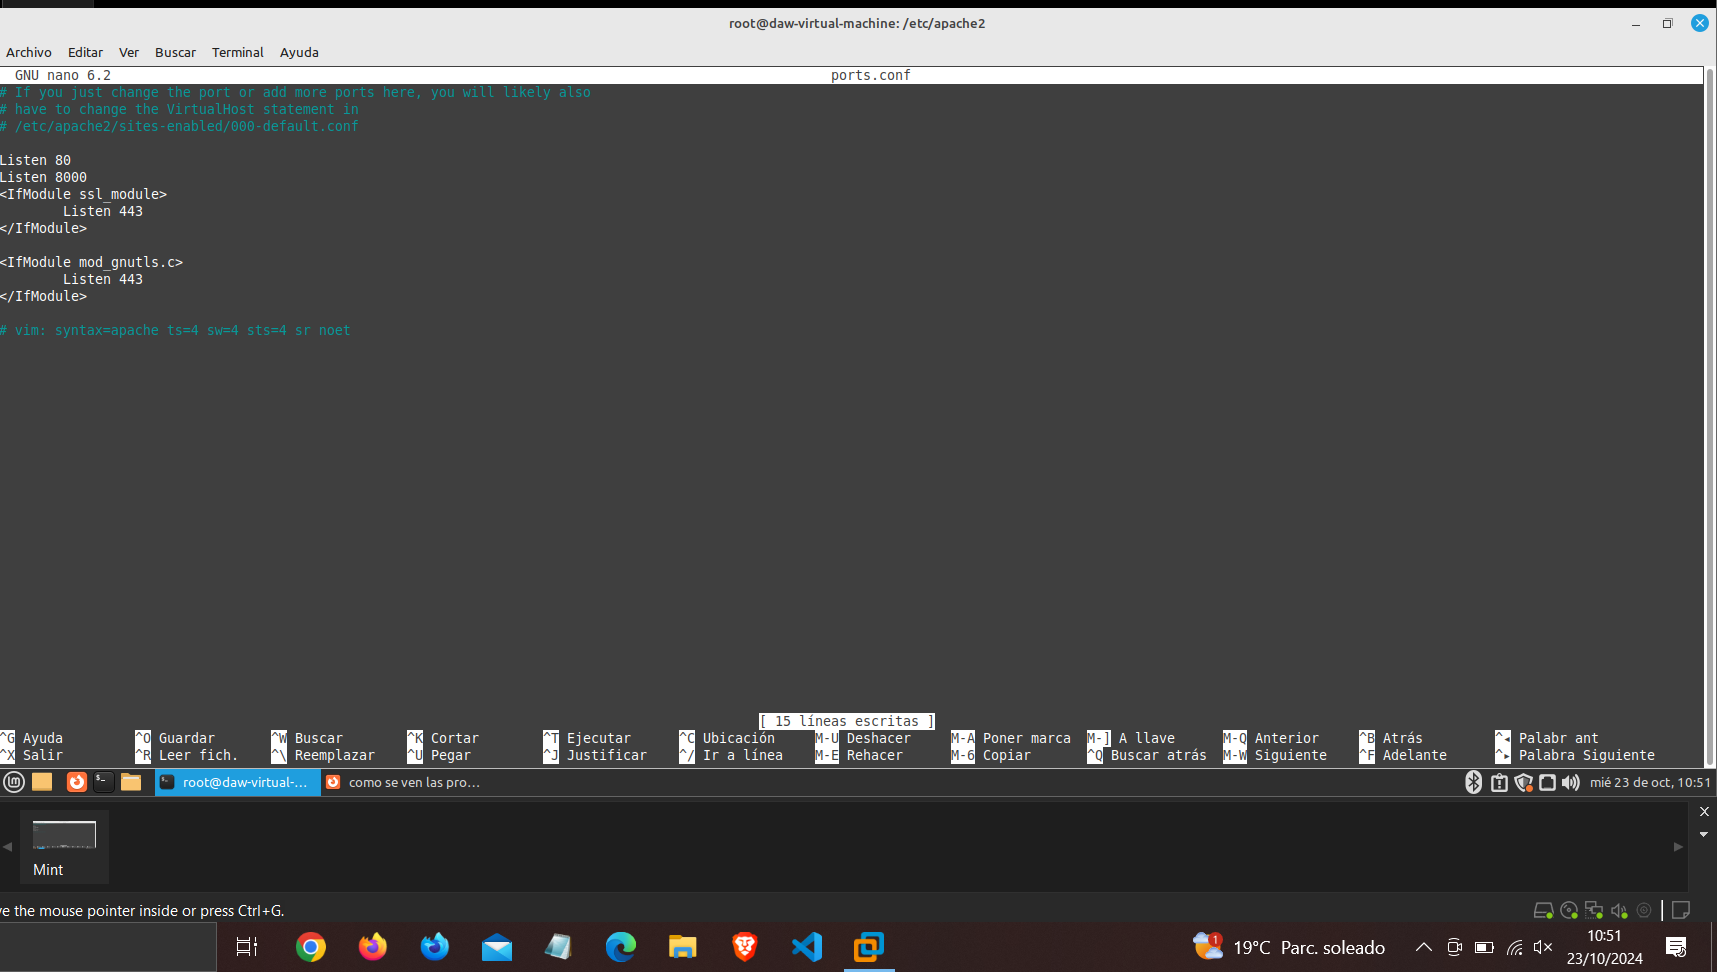 root@daw-virtual-machine: /etc/apache2
Archivo Editar Ver Buscar Terminal Ayuda
GNU nano 6.2 ports.conf
# If you just change the port or add more ports here, you will likely also
# have to change the VirtualHost statement in
# /etc/apache2/sites-enabled/000-default.conf
Listen 80
Listen 8000
<IfModule ssl_module>
Listen 443
</IfModule>
<IfModule mod_gnutls.c>
Listen 443
</IfModule>
# vim: syntax=apache ts=4 sw=4 sts=4 sr noet
[ 15 líneas escritas ]
^G Ayuda ^O Guardar ^W Buscar ^K Cortar ^T Ejecutar ^C Ubicación M-U Deshacer M-A Poner marca M-] A llave M-Q Anterior ^B Atrás ^◂ Palabr ant
^X Salir ^R Leer fich. ^\ Reemplazar ^U Pegar ^J Justificar ^/ Ir a línea M-E Rehacer M-6 Copiar ^Q Buscar atrás M-W Siguiente ^F Adelante ^▸ Palabra Siguiente
root@daw-virtual-... como se ven las pro... mié 23 de oct, 10:51
Mint
ve the mouse pointer inside or press Ctrl+G.
1 19°C Parc. soleado 10:51
23/10/2024